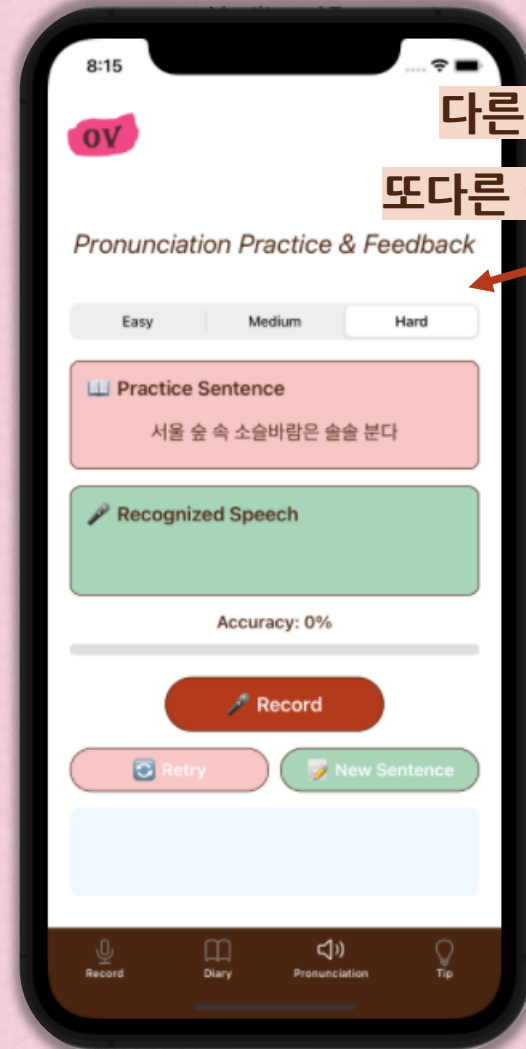 8:15
다른
OV
또다른
Pronunciation Practice & Feedback
Easy Medium Hard
Practice Sentence
서울 숲 속 소슬바람은 솔솔 분다
Recognized Speech
Accuracy: 0%
Record
Retry New Sentence
Record Diary Pronunciation Tip